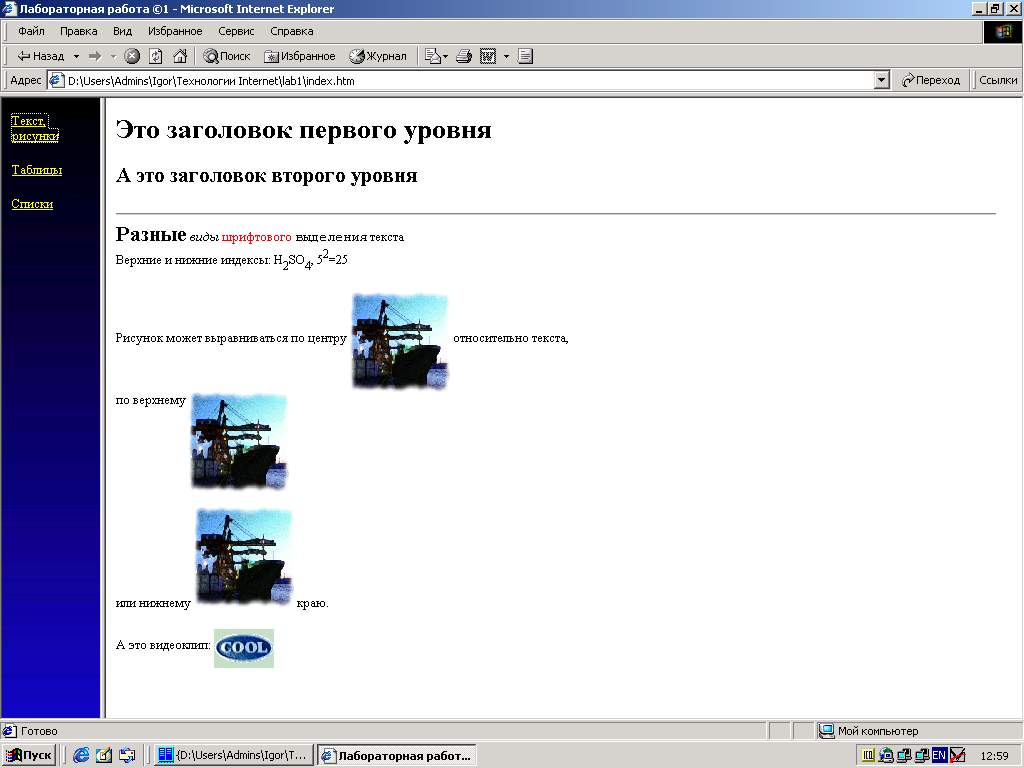 Лабораторная работа ©1 - Microsoft Internet Explorer
Файл Правка Вид Избранное Сервис Справка
Назад Поиск Избранное Журнал
Адрес D:\Users\Admins\Igor\Технологии Internet\lab1\index.htm Переход Ссылки
Текст, рисунки
Таблицы
Списки
Это заголовок первого уровня
А это заголовок второго уровня
Разные виды шрифтового выделения текста
Верхние и нижние индексы: H2SO4, 5²=25
Рисунок может выравниваться по центру относительно текста,
по верхнему
или нижнему краю.
А это видеоклип: COOL
Готово Мой компьютер
Пуск {D:\Users\Admins\Igor\Т... Лабораторная работ... EN 12:59